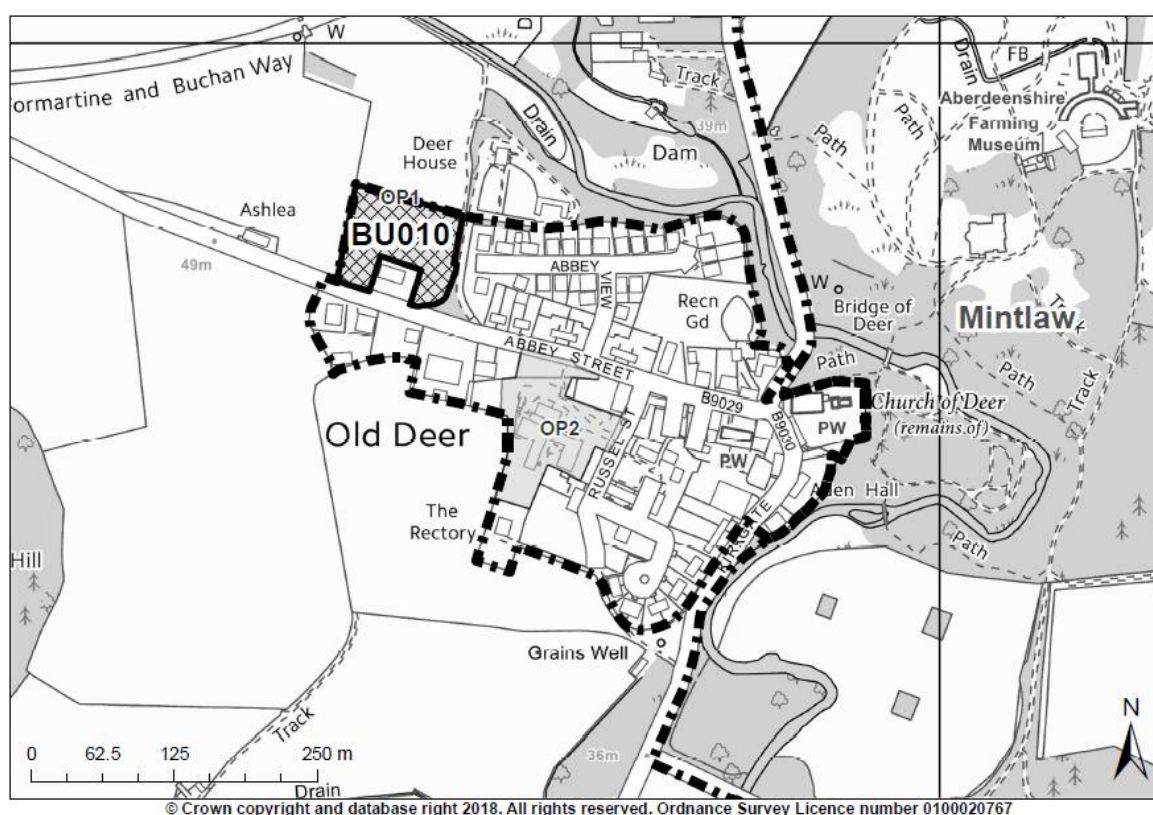 W
D
Formartine and Buchan Way
Track
Drain
FB
Aberdeenshire
Farming
Museum
Path
Path
39m
Drain
Dam
Deer
House
OP1
Ashlea
BU010
49m
ABBEY
VIEW
Recn
Gd
W
Bridge of
Deer
Mintlaw
Track
Path
Path
Track
ABBEY STREET
B9029
B9030
Church of Deer
(remains of)
PW
Old Deer
OP2
RUSSEL ST
PW
Aden Hall
KIRKGATE
The
Rectory
Path
Hill
Grains Well
Track
36m
Drain
N
0 62.5 125 250 m
© Crown copyright and database right 2018. All rights reserved. Ordnance Survey Licence number 0100020767